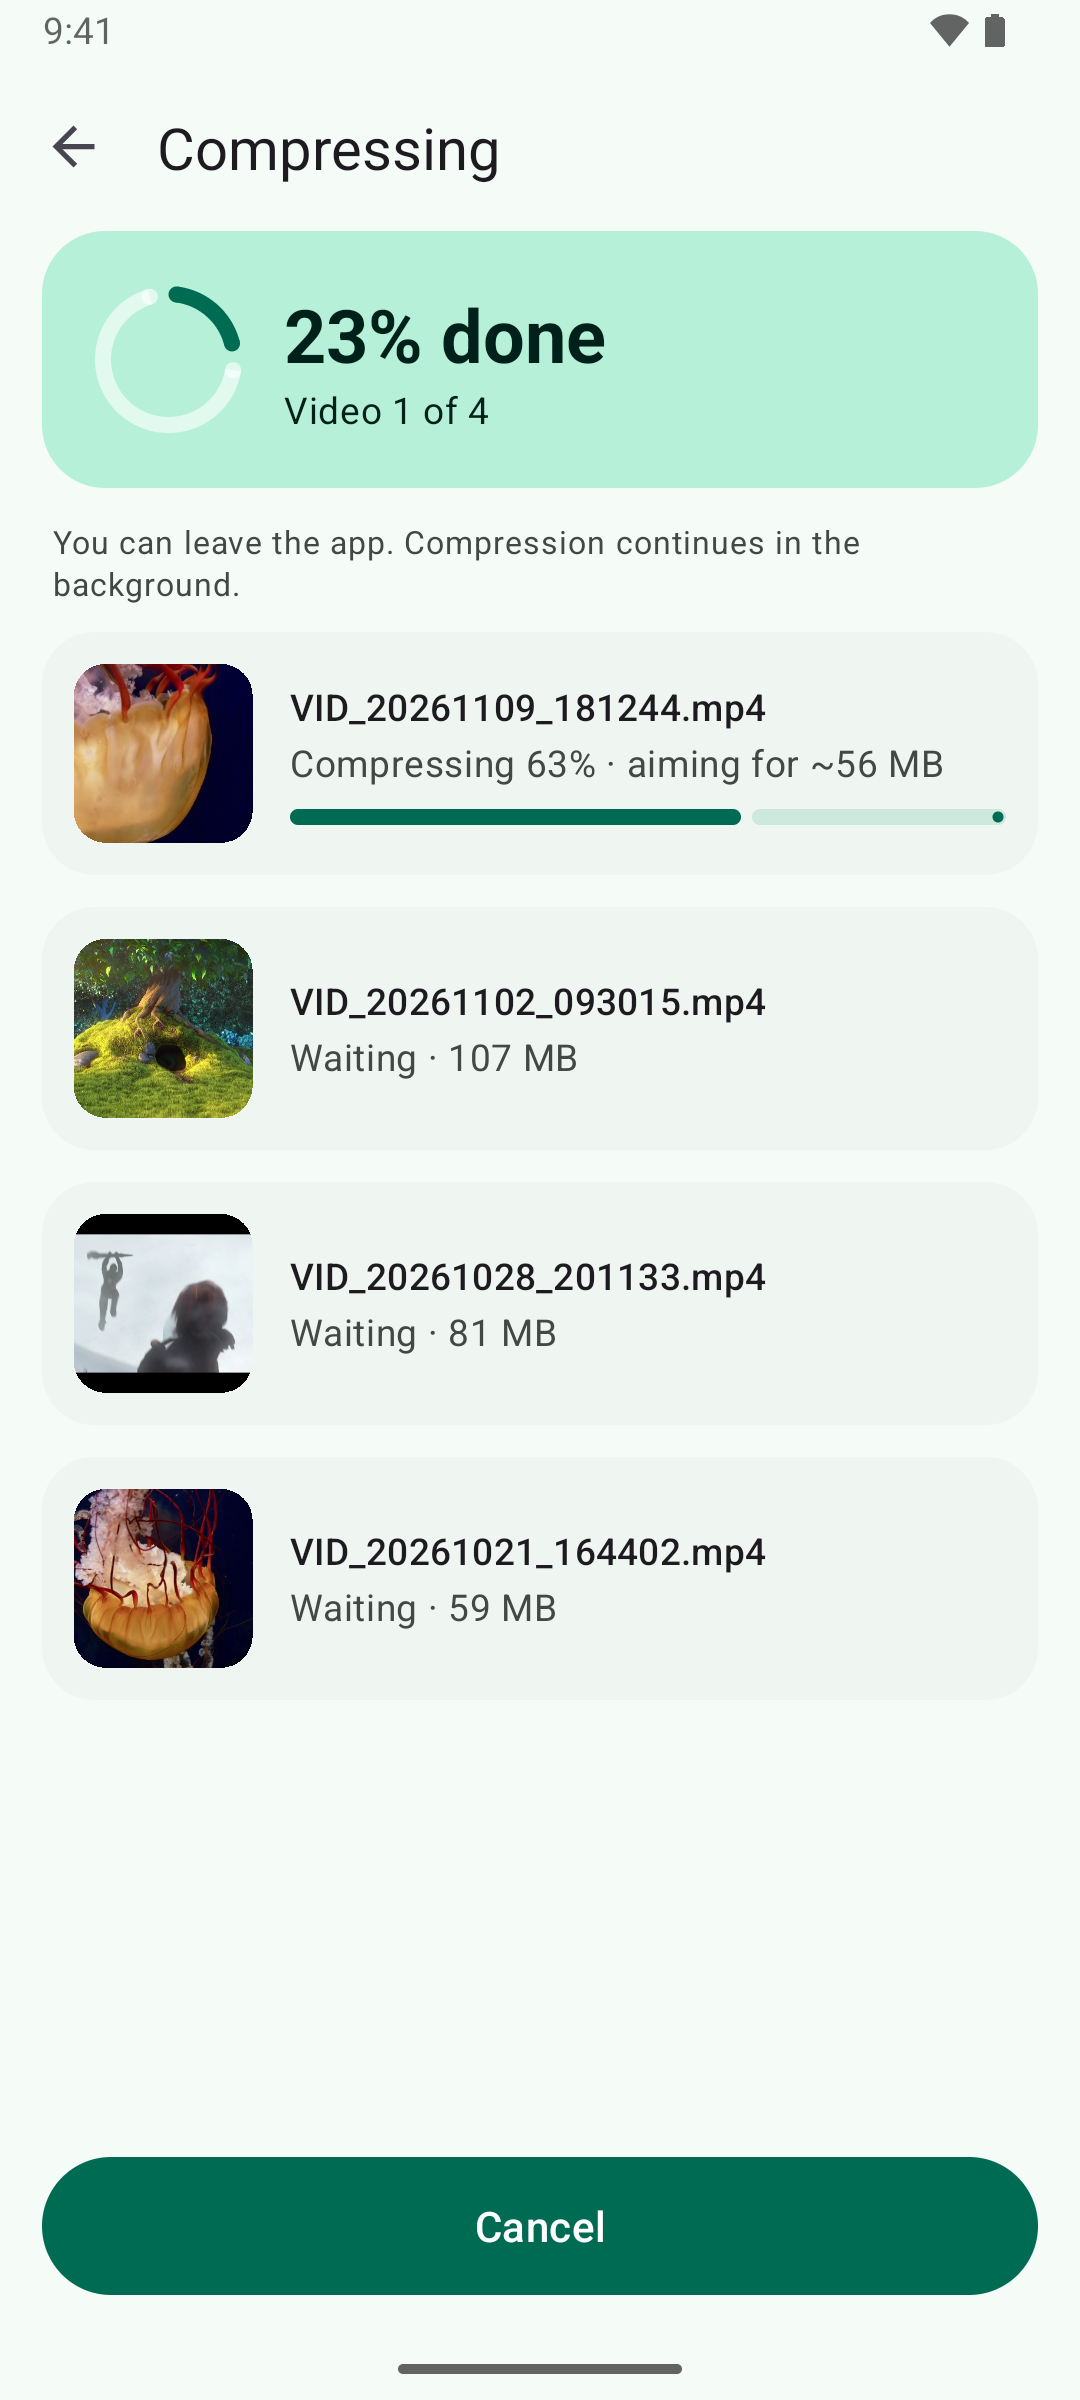 9:41
Compressing
23% done
Video 1 of 4
You can leave the app. Compression continues in the
background.
VID_20261109_181244.mp4
Compressing 63% · aiming for ~56 MB
VID_20261102_093015.mp4
Waiting · 107 MB
VID_20261028_201133.mp4
Waiting · 81 MB
VID_20261021_164402.mp4
Waiting · 59 MB
Cancel